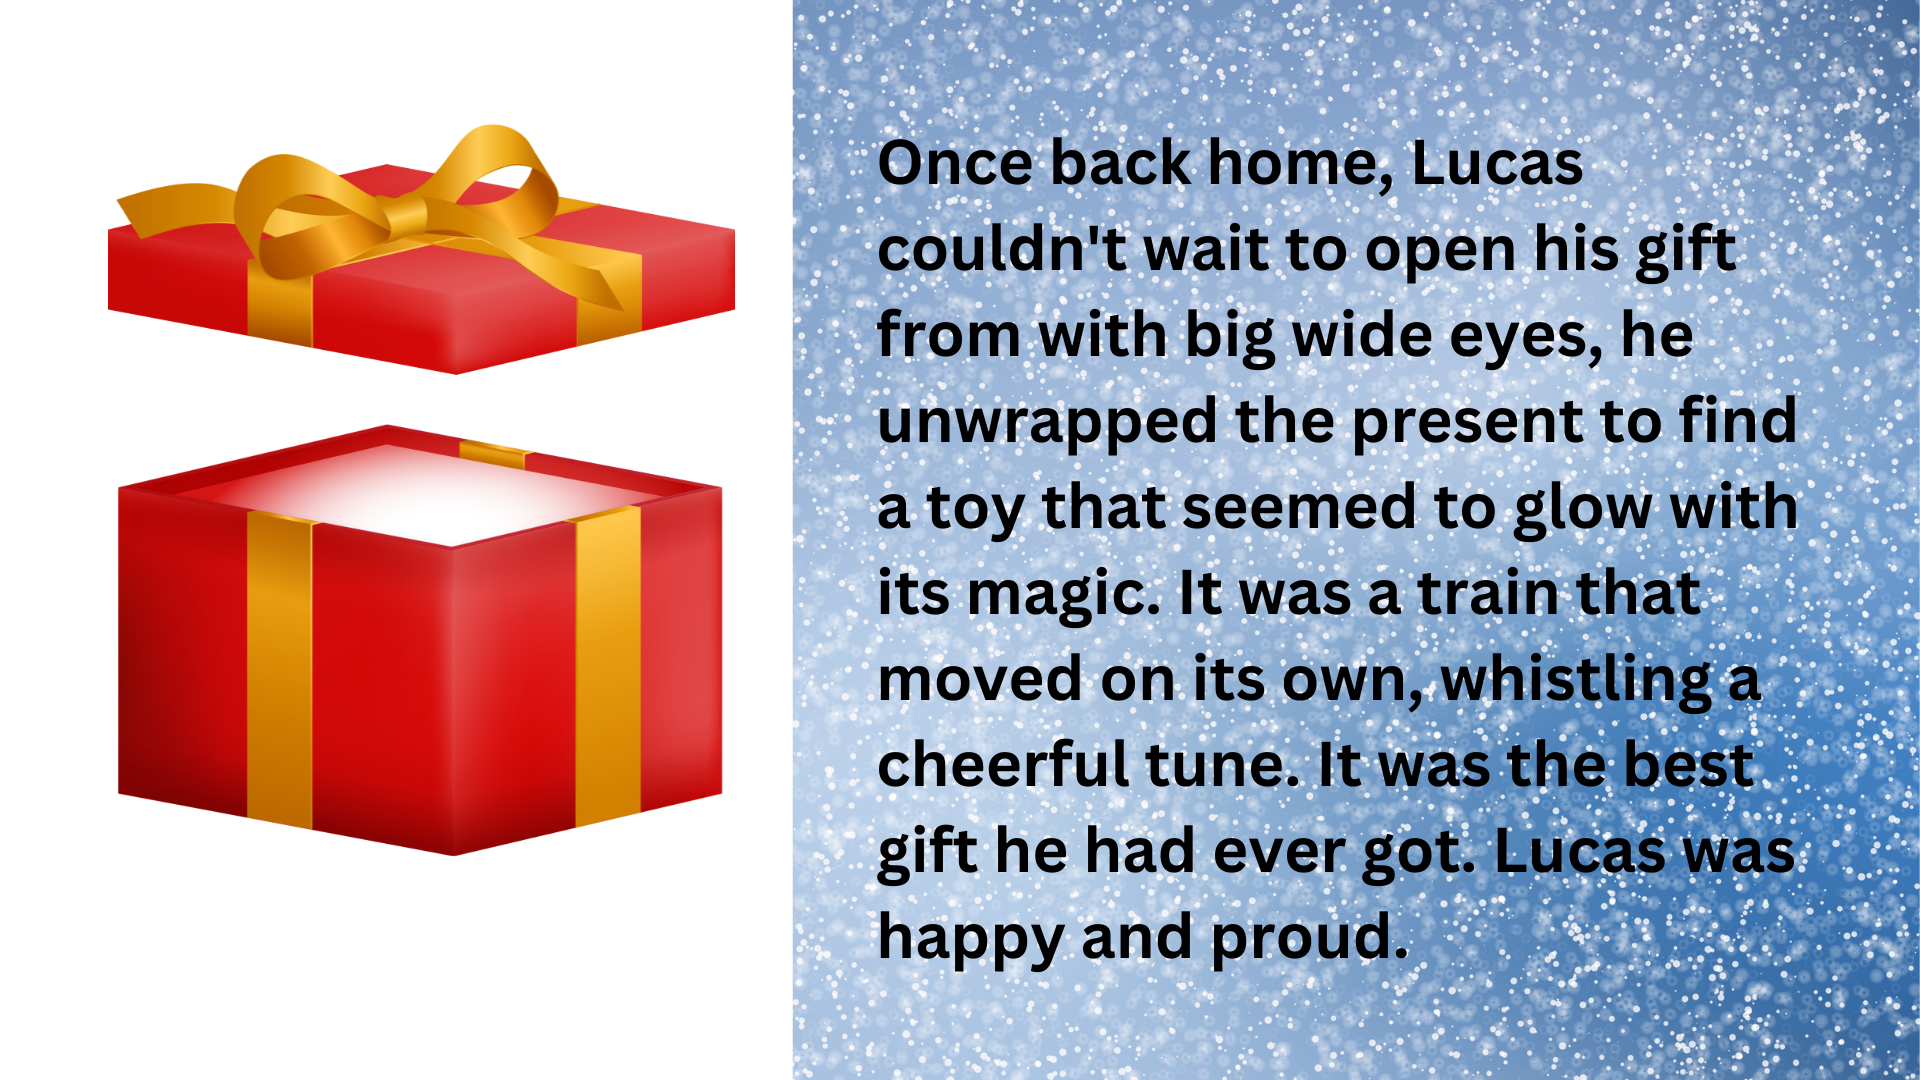 Once back home, Lucas
couldn't wait to open his gift
from with big wide eyes, he
unwrapped the present to find
a toy that seemed to glow with
its magic. It was a train that
moved on its own, whistling a
cheerful tune. It was the best
gift he had ever got. Lucas was
happy and proud.